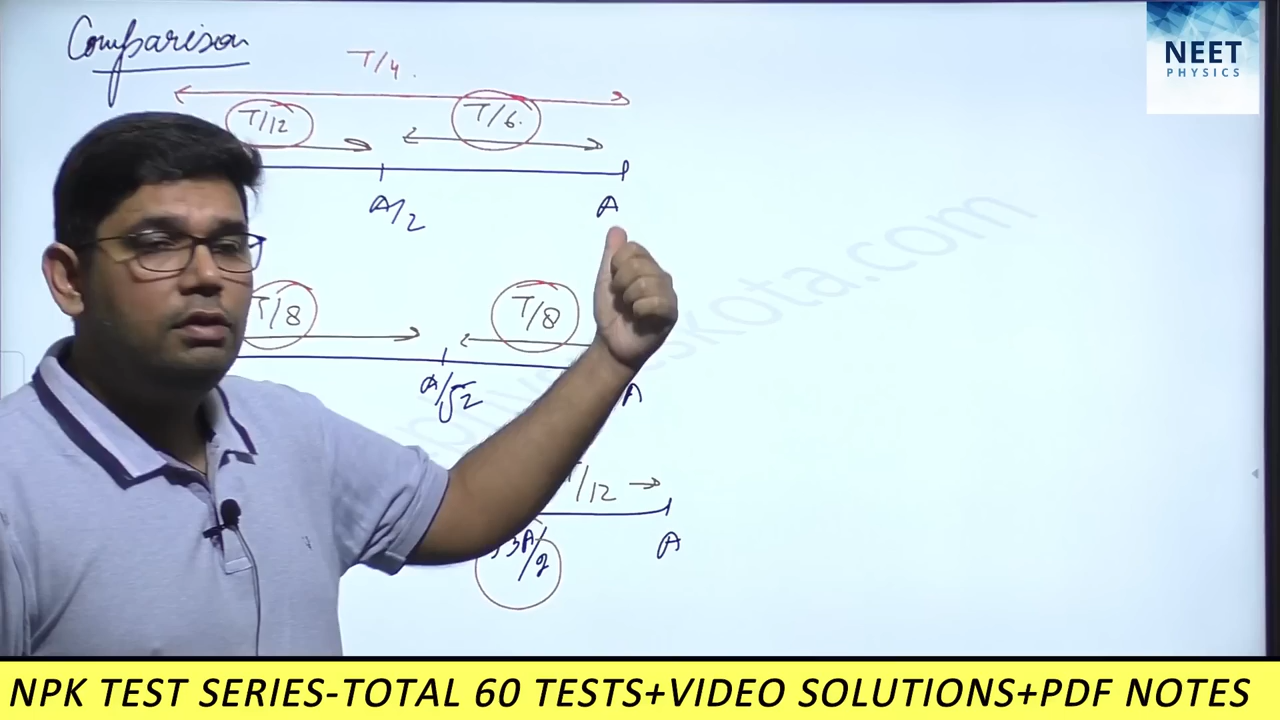 Comparison
T/4.
T/12 T/6.
A/2 A
T/8 T/8
A/√2 A
T/12
3A/2 A
NEET
PHYSICS
NPK TEST SERIES-TOTAL 60 TESTS+VIDEO SOLUTIONS+PDF NOTES